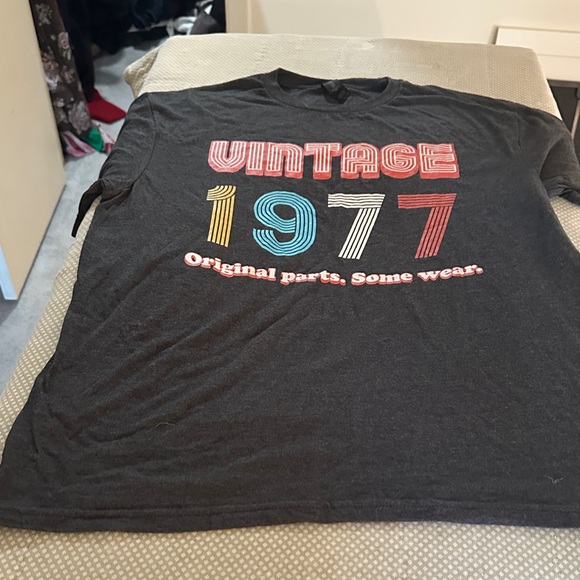 VINTAGE
1977
Original parts. Some wear.